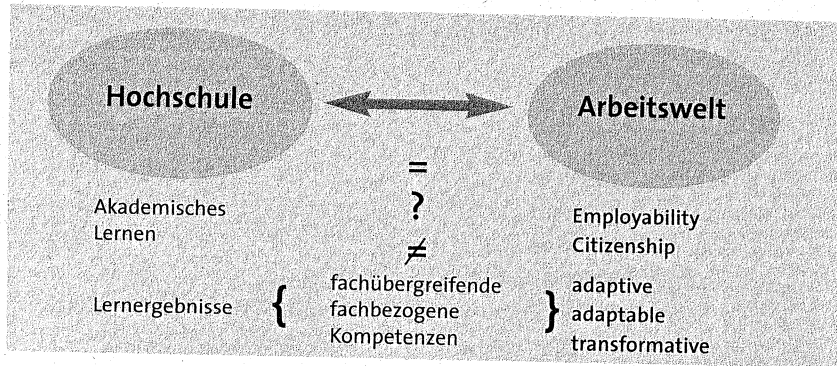 Hochschule
Arbeitswelt
=
?
≠
Akademisches
Lernen
Employability
Citizenship
Lernergebnisse {
fachübergreifende
fachbezogene
Kompetenzen
}
adaptive
adaptable
transformative